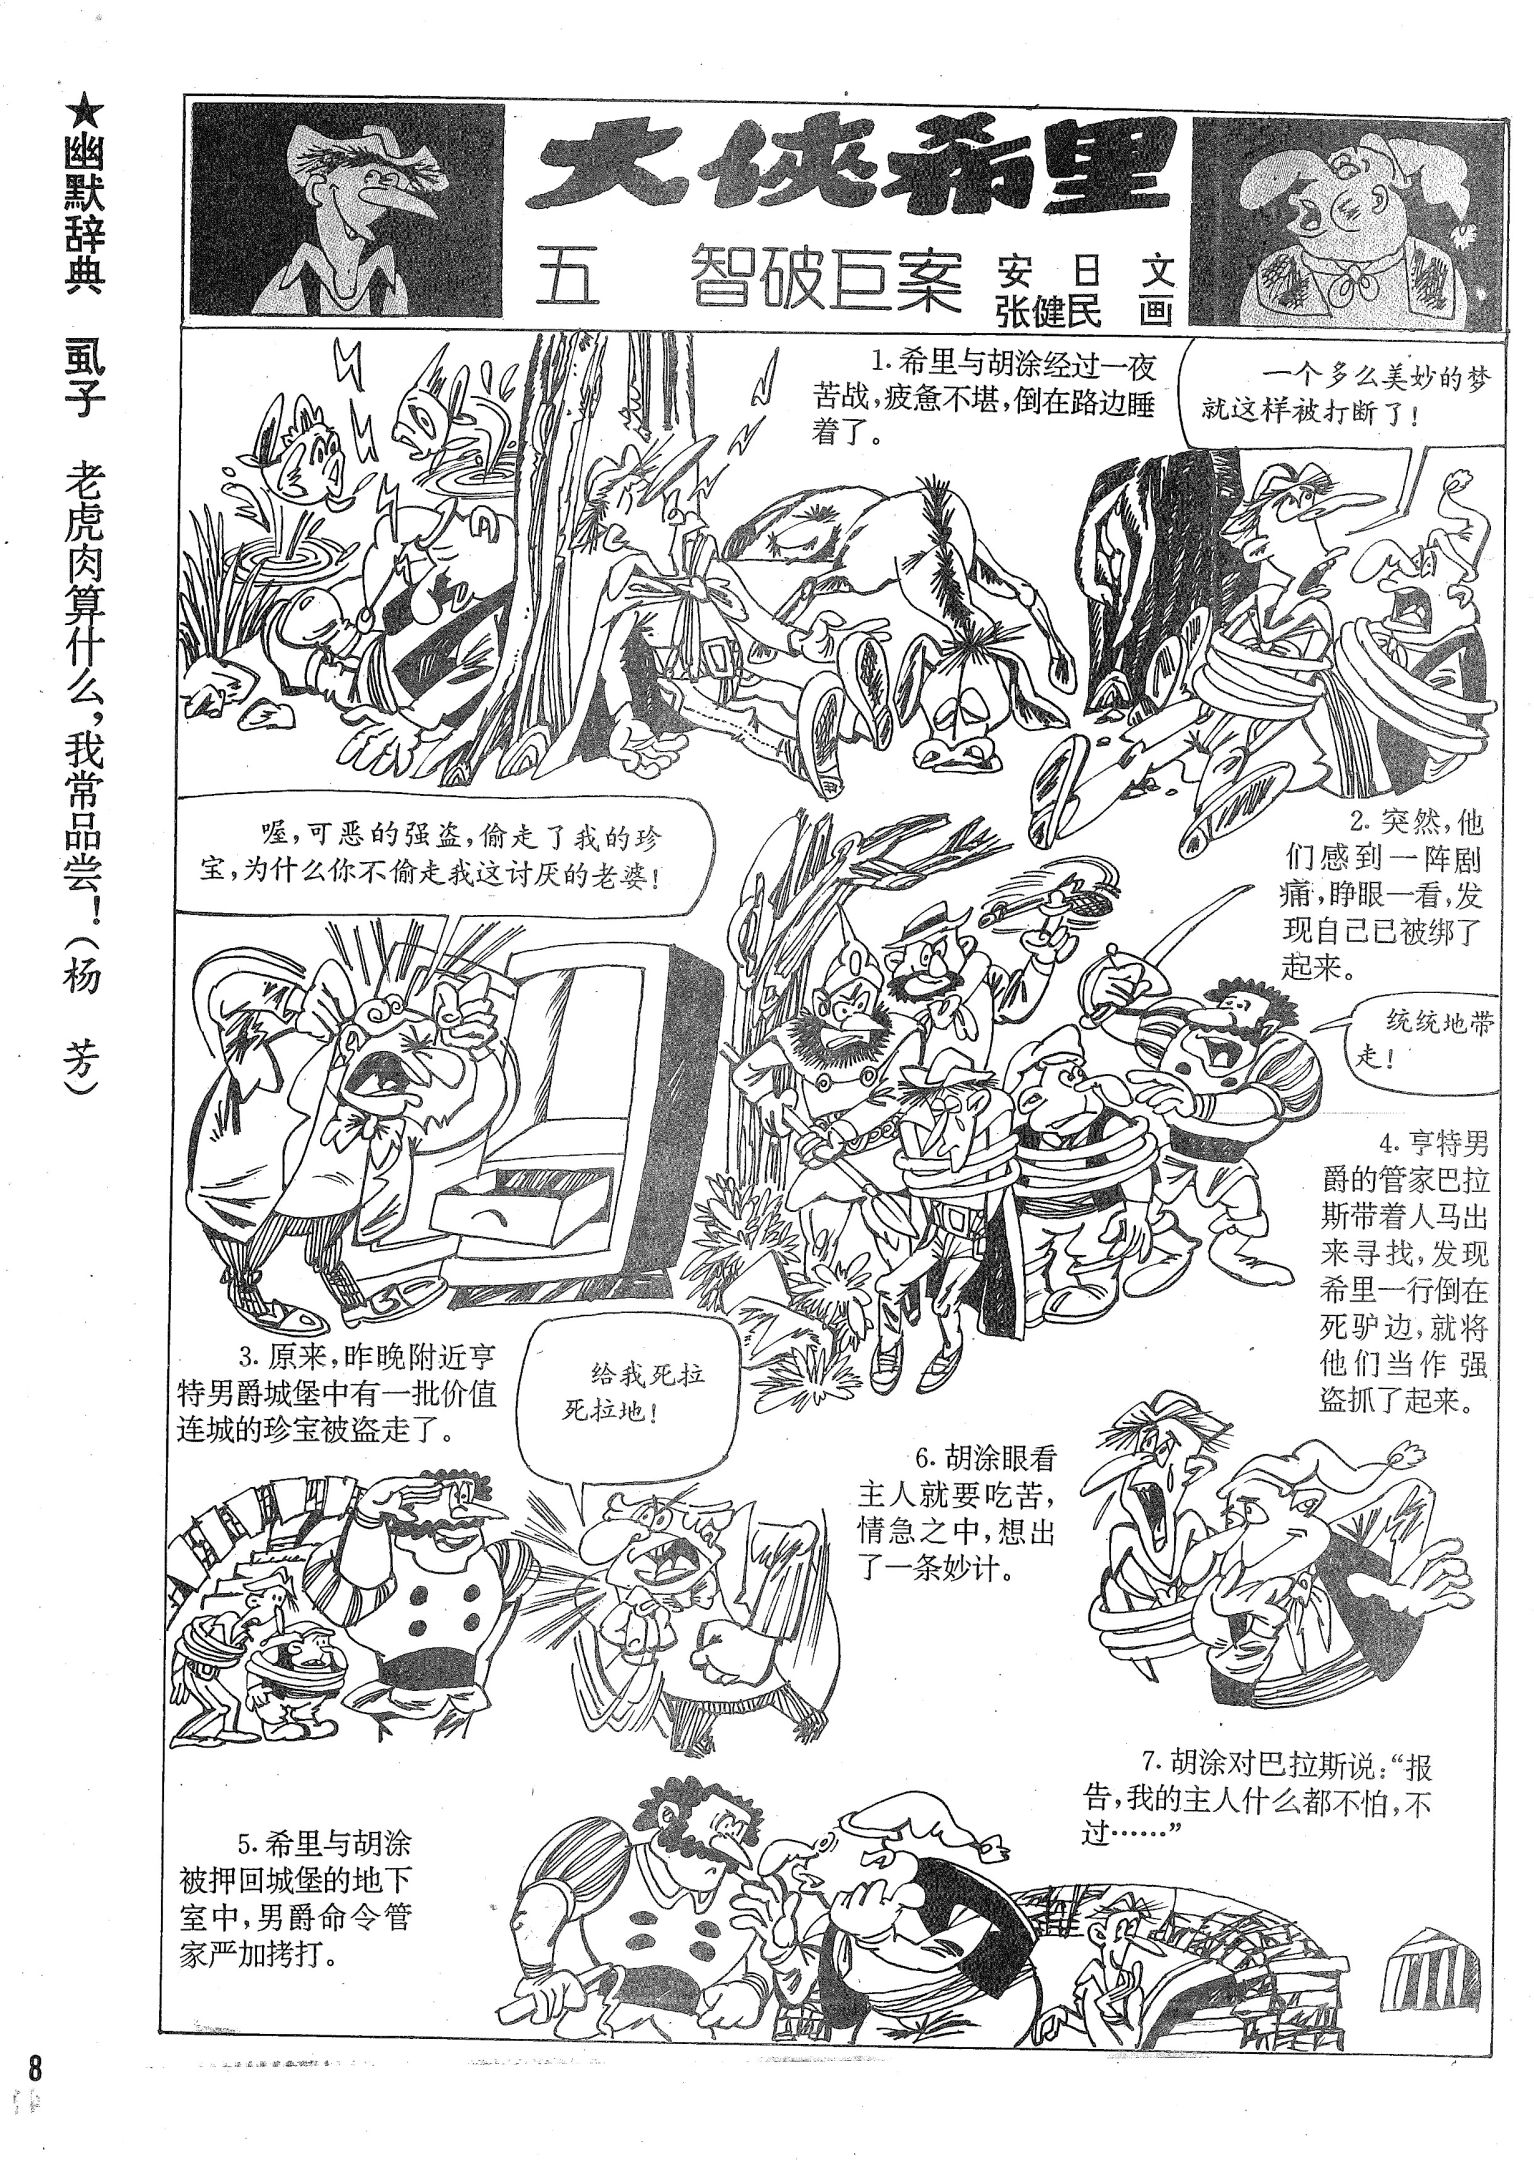 ★幽默辞典　虱子　老虎肉算什么，我常品尝！（杨　芳）
大侠希里
五　智破巨案
安日文
张健民　画
1. 希里与胡涂经过一夜
苦战，疲惫不堪，倒在路边睡
着了。
一个多么美妙的梦
就这样被打断了！
2. 突然，他
们感到一阵剧
痛，睁眼一看，发
现自己已被绑了
起来。
喔，可恶的强盗，偷走了我的珍
宝，为什么你不偷走我这讨厌的老婆！
3. 原来，昨晚附近亨
特男爵城堡中有一批价值
连城的珍宝被盗走了。
统统地带
走！
4. 亨特男
爵的管家巴拉
斯带着人马出
来寻找，发现
希里一行倒在
死驴边，就将
他们当作强
盗抓了起来。
给我死拉
死拉地！
5. 希里与胡涂
被押回城堡的地下
室中，男爵命令管
家严加拷打。
6. 胡涂眼看
主人就要吃苦，
情急之中，想出
了一条妙计。
7. 胡涂对巴拉斯说：“报
告，我的主人什么都不怕，不
过……”
8